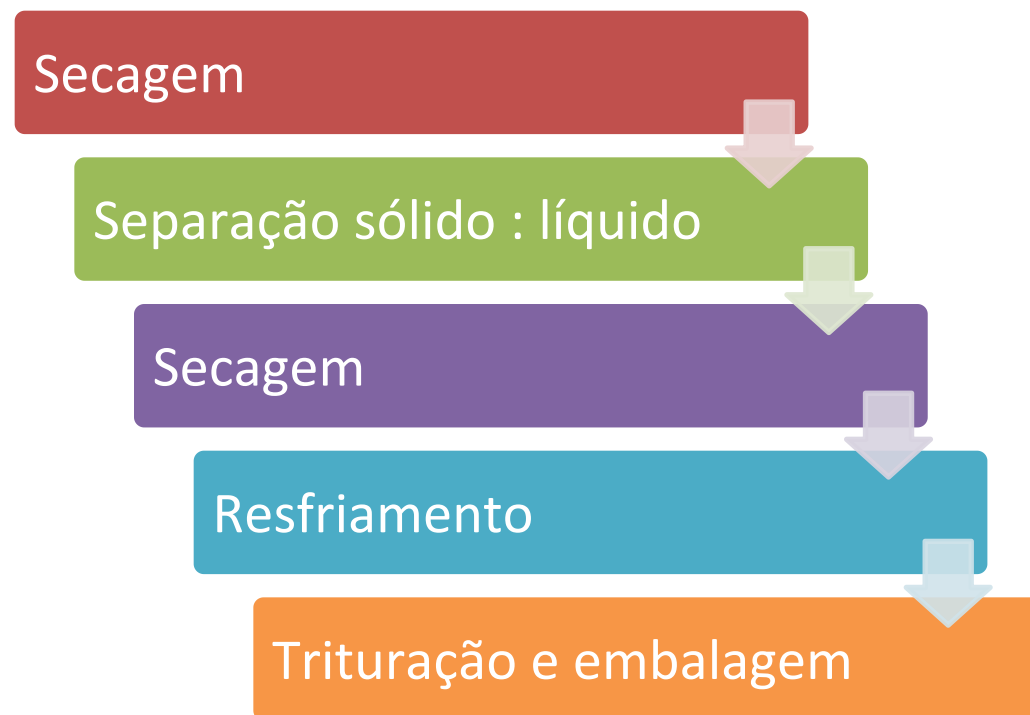 Secagem
Separação sólido : líquido
Secagem
Resfriamento
Trituração e embalagem